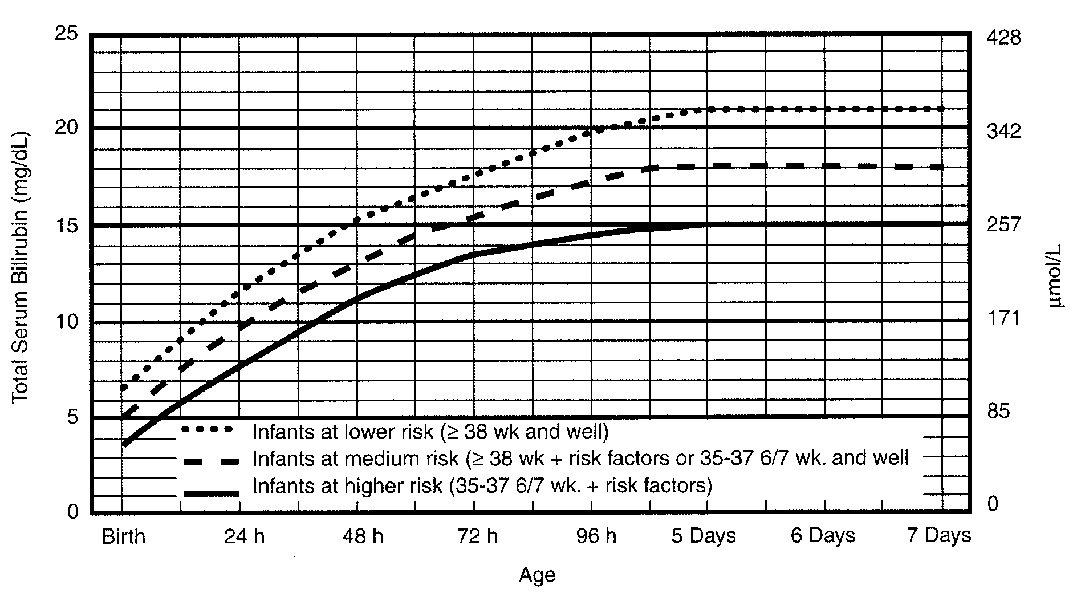 25
20
15
10
5
0
Total Serum Bilirubin (mg/dL)
428
342
257
171
85
0
μmol/L
Infants at lower risk (≥ 38 wk and well)
Infants at medium risk (≥ 38 wk + risk factors or 35-37 6/7 wk. and well
Infants at higher risk (35-37 6/7 wk. + risk factors)
Birth 24 h 48 h 72 h 96 h 5 Days 6 Days 7 Days
Age